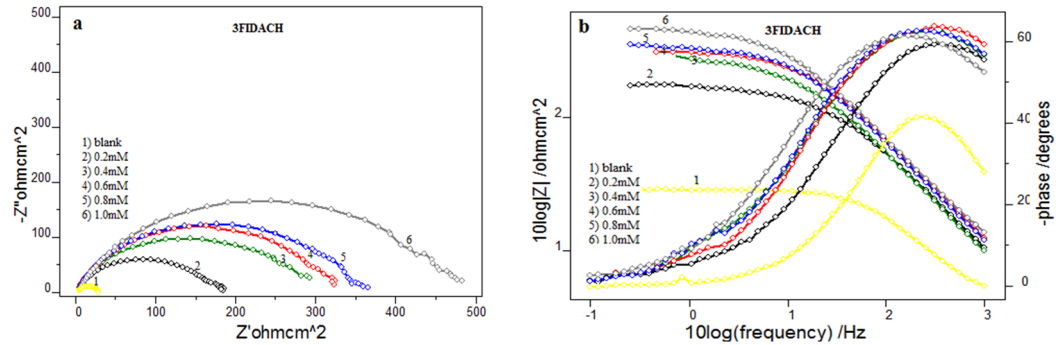 a
3FIDACH
500
400
300
200
100
0
-Z"ohmcm^2
1) blank
2) 0.2mM
3) 0.4mM
4) 0.6mM
5) 0.8mM
6) 1.0mM
1
2
3
4
5
6
0 100 200 300 400 500
Z'ohmcm^2
b
3FIDACH
10log|Z| /ohmcm^2
2
1
6
5
4
3
2
1
1) blank
2) 0.2mM
3) 0.4mM
4) 0.6mM
5) 0.8mM
6) 1.0mM
60
40
20
0
-phase /degrees
-1 0 1 2 3
10log(frequency) /Hz